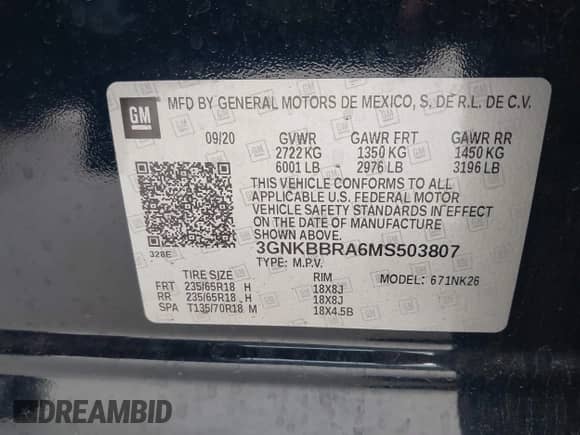 GM MFD BY GENERAL MOTORS DE MEXICO, S. DE R.L. DE C.V.
09/20 GVWR GAWR FRT GAWR RR
2722 KG 1350 KG 1450 KG
6001 LB 2976 LB 3196 LB
THIS VEHICLE CONFORMS TO ALL
APPLICABLE U.S. FEDERAL MOTOR
VEHICLE SAFETY STANDARDS IN EFFECT
ON THE DATE OF MANUFACTURE SHOWN ABOVE.
328E 3GNKBBRA6MS503807
TYPE: M.P.V.
TIRE SIZE RIM MODEL: 671NK26
FRT 235/65R18 H 18X8J
RR 235/65R18 H 18X8J
SPA T135/70R18 M 18X4.5B
DREAMBID